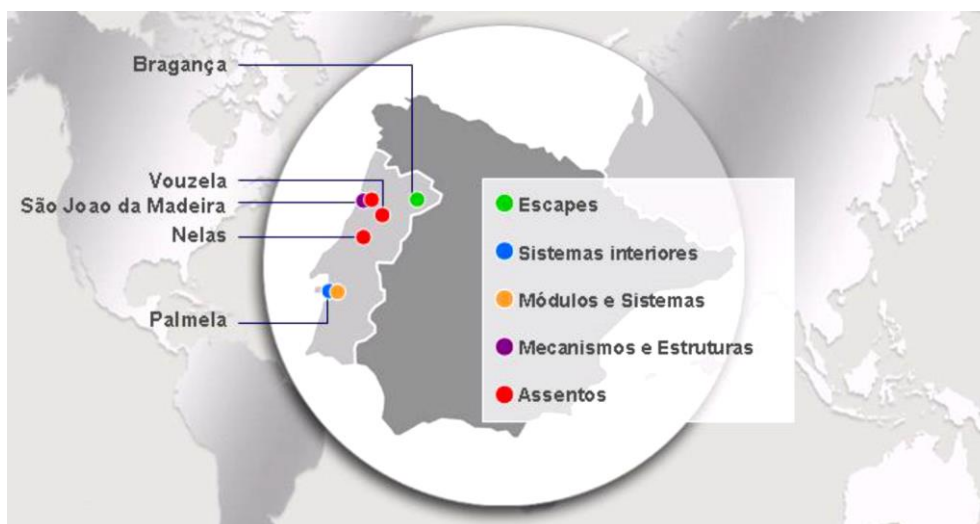 Bragança
Vouzela
São Joao da Madeira
Nelas
Palmela
Escapes
Sistemas interiores
Módulos e Sistemas
Mecanismos e Estruturas
Assentos